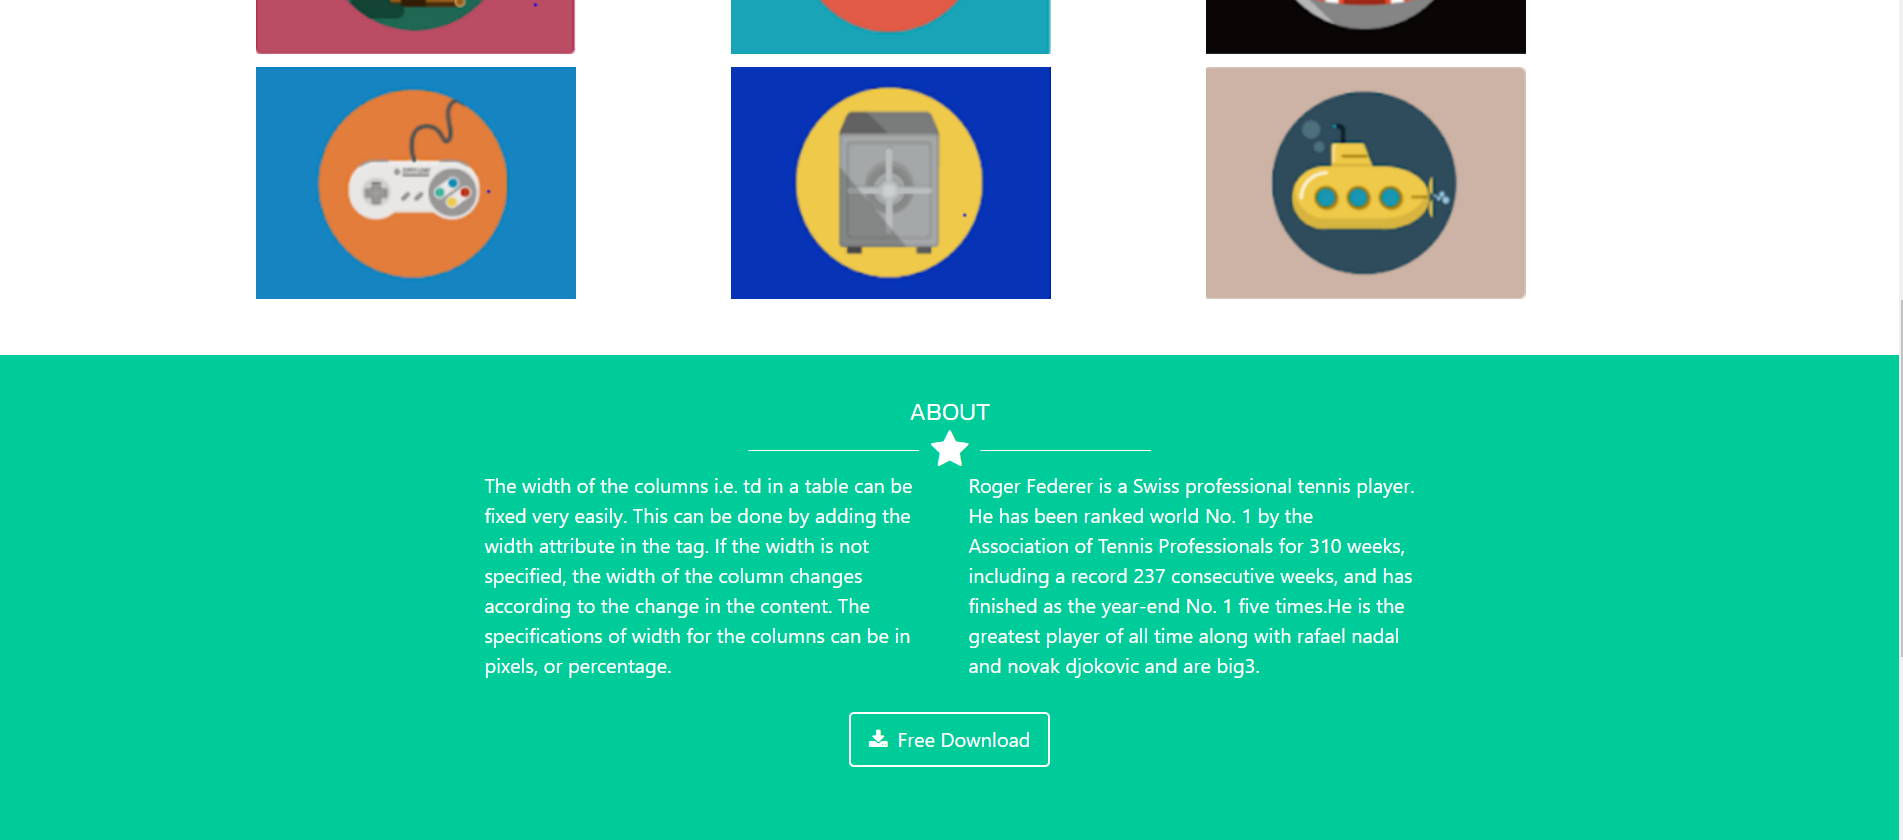 ABOUT
The width of the columns i.e. td in a table can be
fixed very easily. This can be done by adding the
width attribute in the tag. If the width is not
specified, the width of the column changes
according to the change in the content. The
specifications of width for the columns can be in
pixels, or percentage.
Roger Federer is a Swiss professional tennis player.
He has been ranked world No. 1 by the
Association of Tennis Professionals for 310 weeks,
including a record 237 consecutive weeks, and has
finished as the year-end No. 1 five times.He is the
greatest player of all time along with rafael nadal
and novak djokovic and are big3.
Free Download